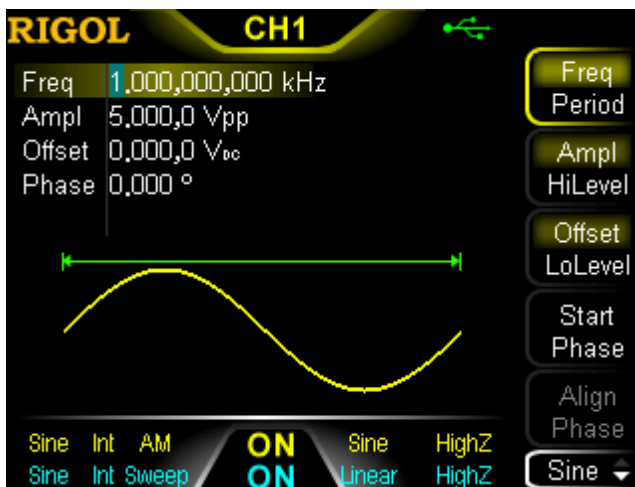 RIGOL CH1
Freq 1.000,000,000 kHz
Ampl 5.000,0 Vpp
Offset 0.000,0 VDC
Phase 0.000 °
Freq
Period
Ampl
HiLevel
Offset
LoLevel
Start
Phase
Align
Phase
Sine
Sine Int AM ON Sine HighZ
Sine Int Sweep ON Linear HighZ